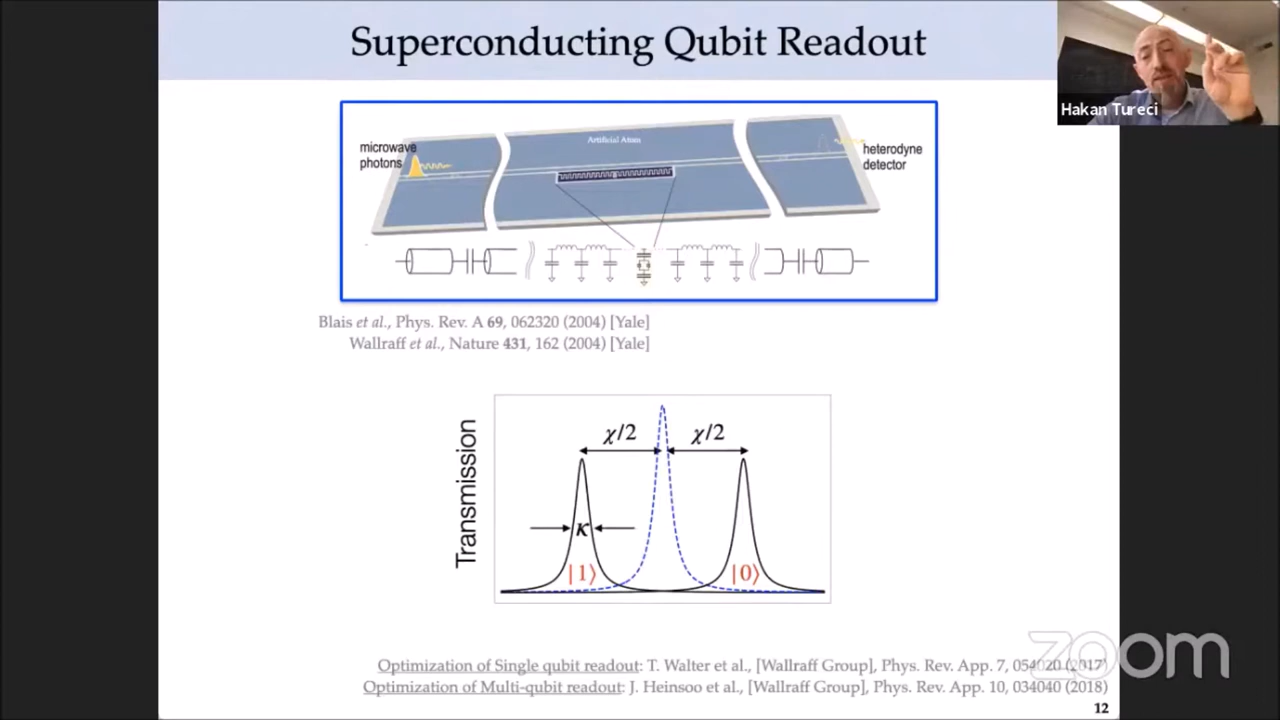 Superconducting Qubit Readout
Hakan Tureci
microwave
photons
Artificial Atom
heterodyne
detector
Blais et al., Phys. Rev. A 69, 062320 (2004) [Yale]
Wallraff et al., Nature 431, 162 (2004) [Yale]
Transmission
χ/2 χ/2
κ
|1⟩ |0⟩
zoom
Optimization of Single qubit readout: T. Walter et al., [Wallraff Group], Phys. Rev. App. 7, 054020 (2017)
Optimization of Multi-qubit readout: J. Heinsoo et al., [Wallraff Group], Phys. Rev. App. 10, 034040 (2018)
12